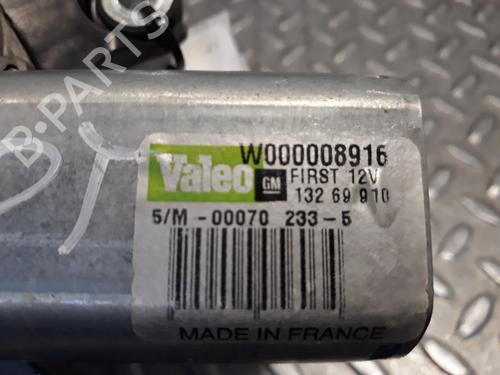 B-PARTS
W000008916
Valeo GM FIRST 12V
132 69 910
5/M -00070 233-5
MADE IN FRANCE